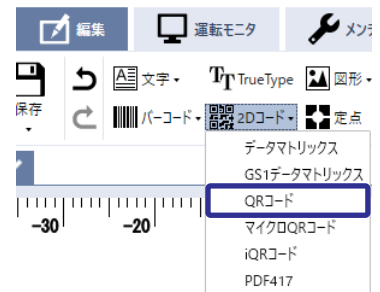 編集 運転モニタ メンテ
文字 TrueType 図形
保存 バーコード 2Dコード 定点
データマトリックス
GS1データマトリックス
QRコード
マイクロQRコード
iQRコード
PDF417
-30 -20